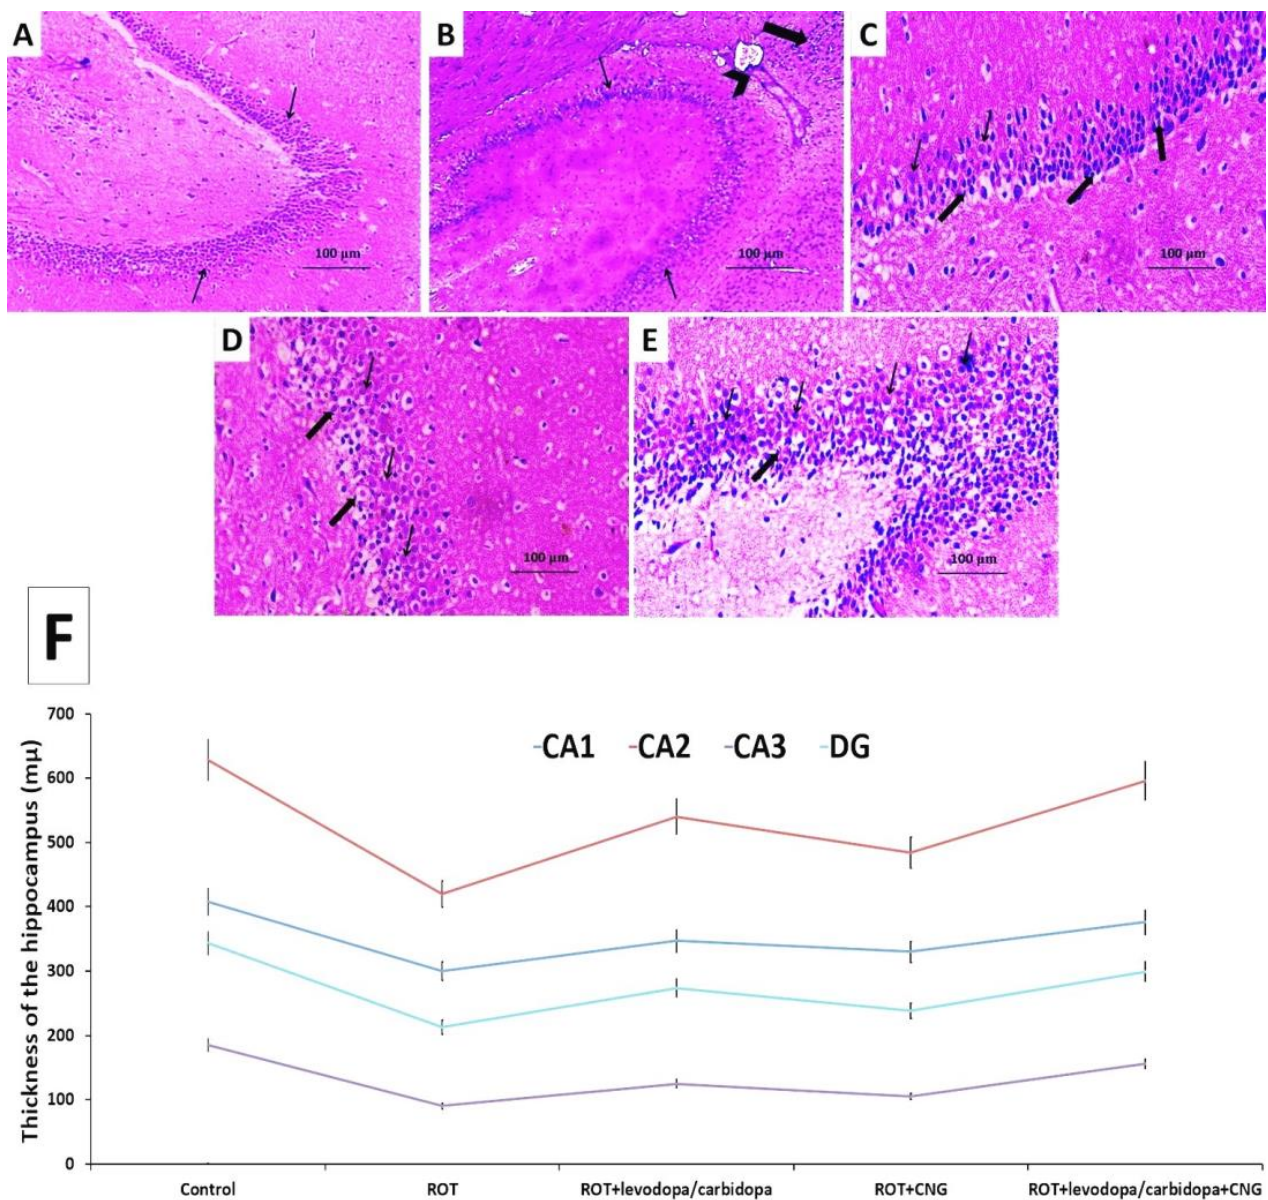 A
B
C
100 µm
100 µm
100 µm
D
E
100 µm
100 µm
F
Thickness of the hippocampus (mµ)
700
600
500
400
300
200
100
0
CA1 CA2 CA3 DG
Control ROT ROT+levodopa/carbidopa ROT+CNG ROT+levodopa/carbidopa+CNG